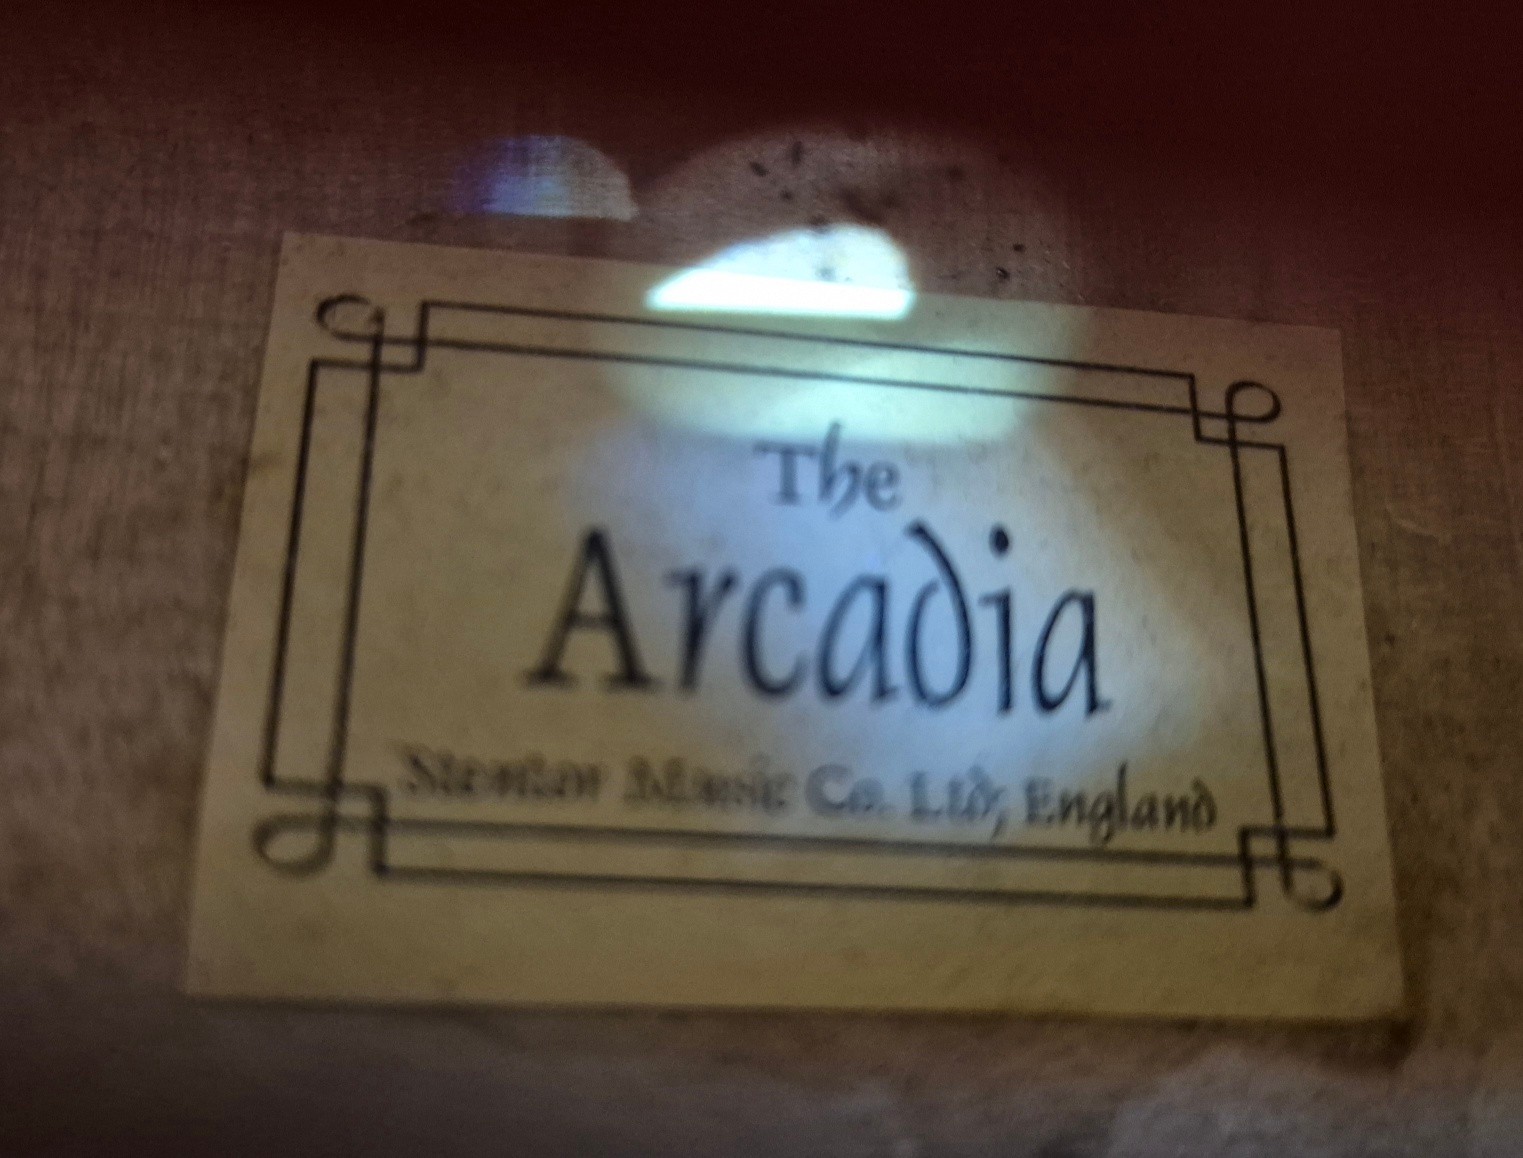 The
Arcadia
Stentor Music Co. Ltd, England